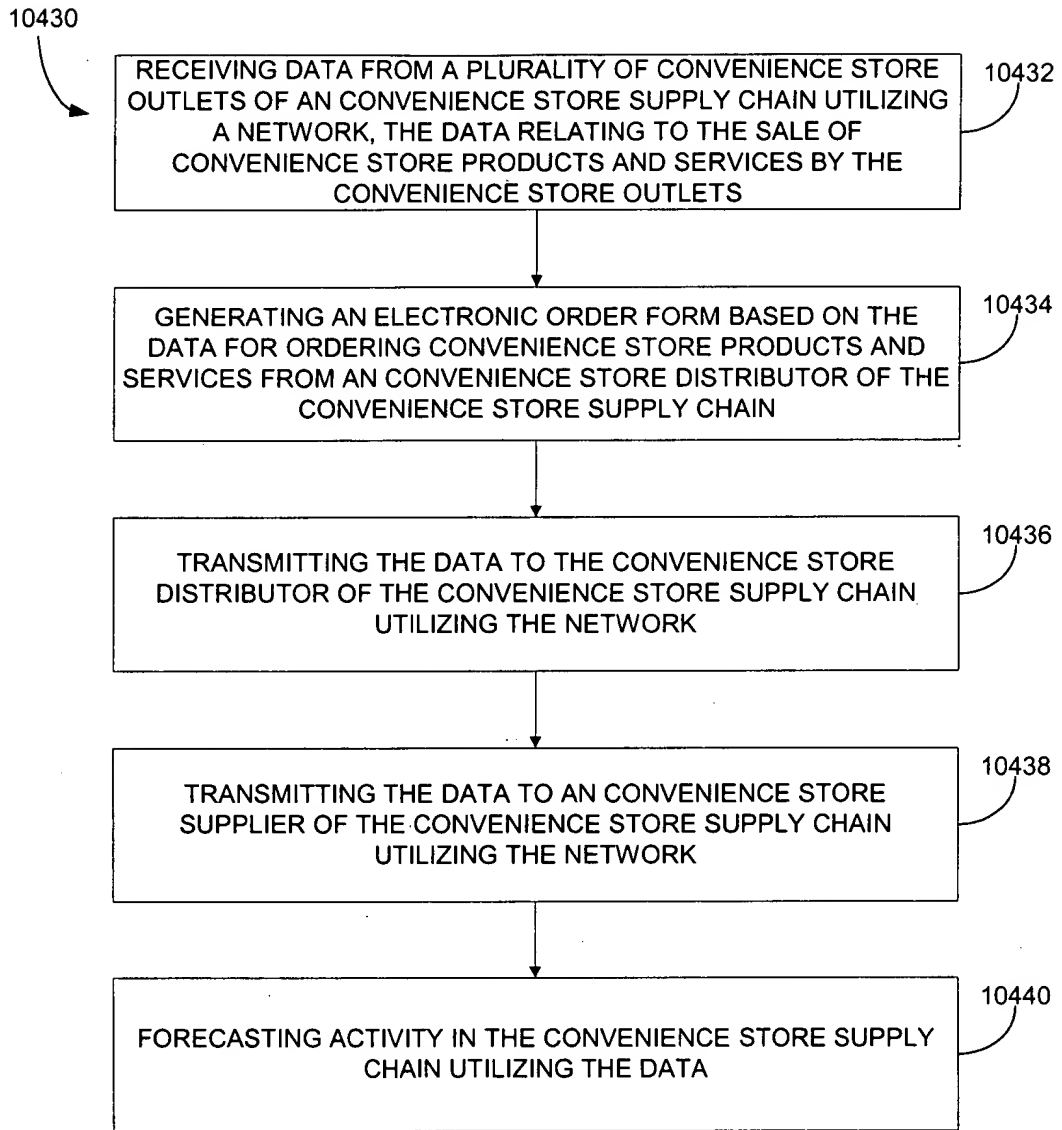 10430
RECEIVING DATA FROM A PLURALITY OF CONVENIENCE STORE
OUTLETS OF AN CONVENIENCE STORE SUPPLY CHAIN UTILIZING
A NETWORK, THE DATA RELATING TO THE SALE OF
CONVENIENCE STORE PRODUCTS AND SERVICES BY THE
CONVENIENCE STORE OUTLETS
10432
GENERATING AN ELECTRONIC ORDER FORM BASED ON THE
DATA FOR ORDERING CONVENIENCE STORE PRODUCTS AND
SERVICES FROM AN CONVENIENCE STORE DISTRIBUTOR OF THE
CONVENIENCE STORE SUPPLY CHAIN
10434
TRANSMITTING THE DATA TO THE CONVENIENCE STORE
DISTRIBUTOR OF THE CONVENIENCE STORE SUPPLY CHAIN
UTILIZING THE NETWORK
10436
TRANSMITTING THE DATA TO AN CONVENIENCE STORE
SUPPLIER OF THE CONVENIENCE STORE SUPPLY CHAIN
UTILIZING THE NETWORK
10438
FORECASTING ACTIVITY IN THE CONVENIENCE STORE SUPPLY
CHAIN UTILIZING THE DATA
10440